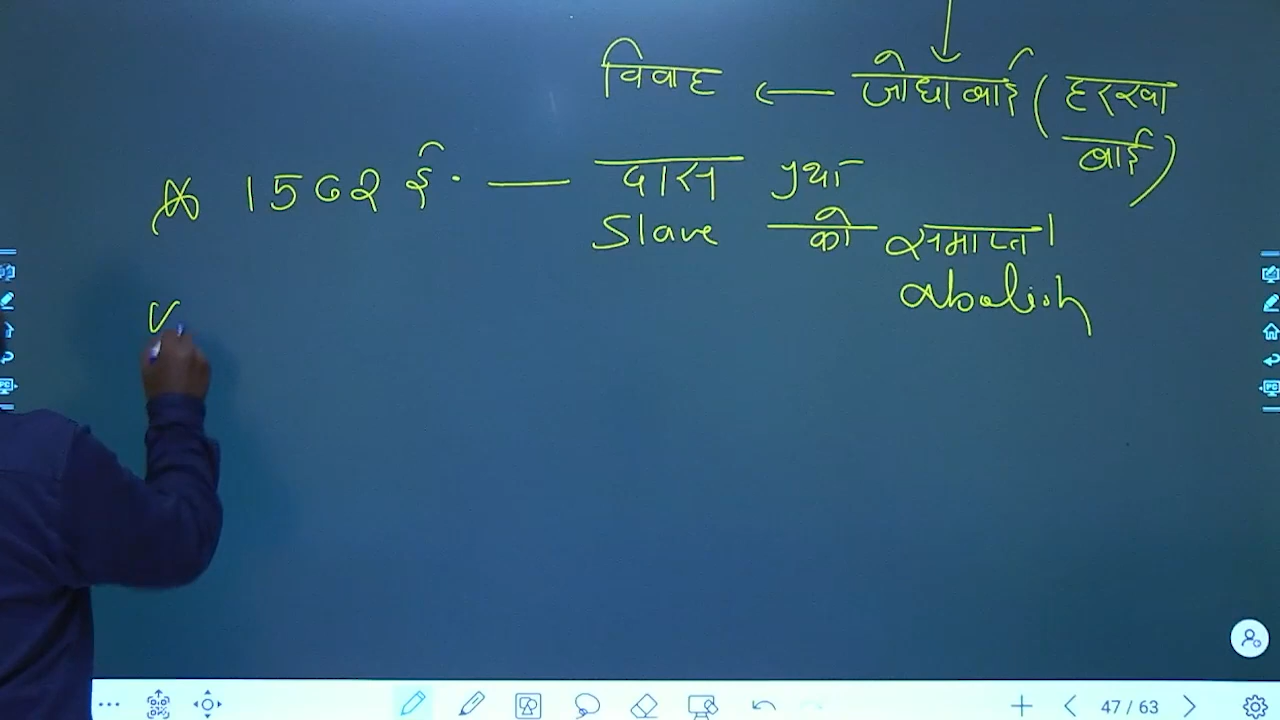 विवाह ← जोधाबाई (हरखा बाई)
☆ 1562 ई. — दास प्रथा
Slave को समाप्त।
Abolish
47 / 63